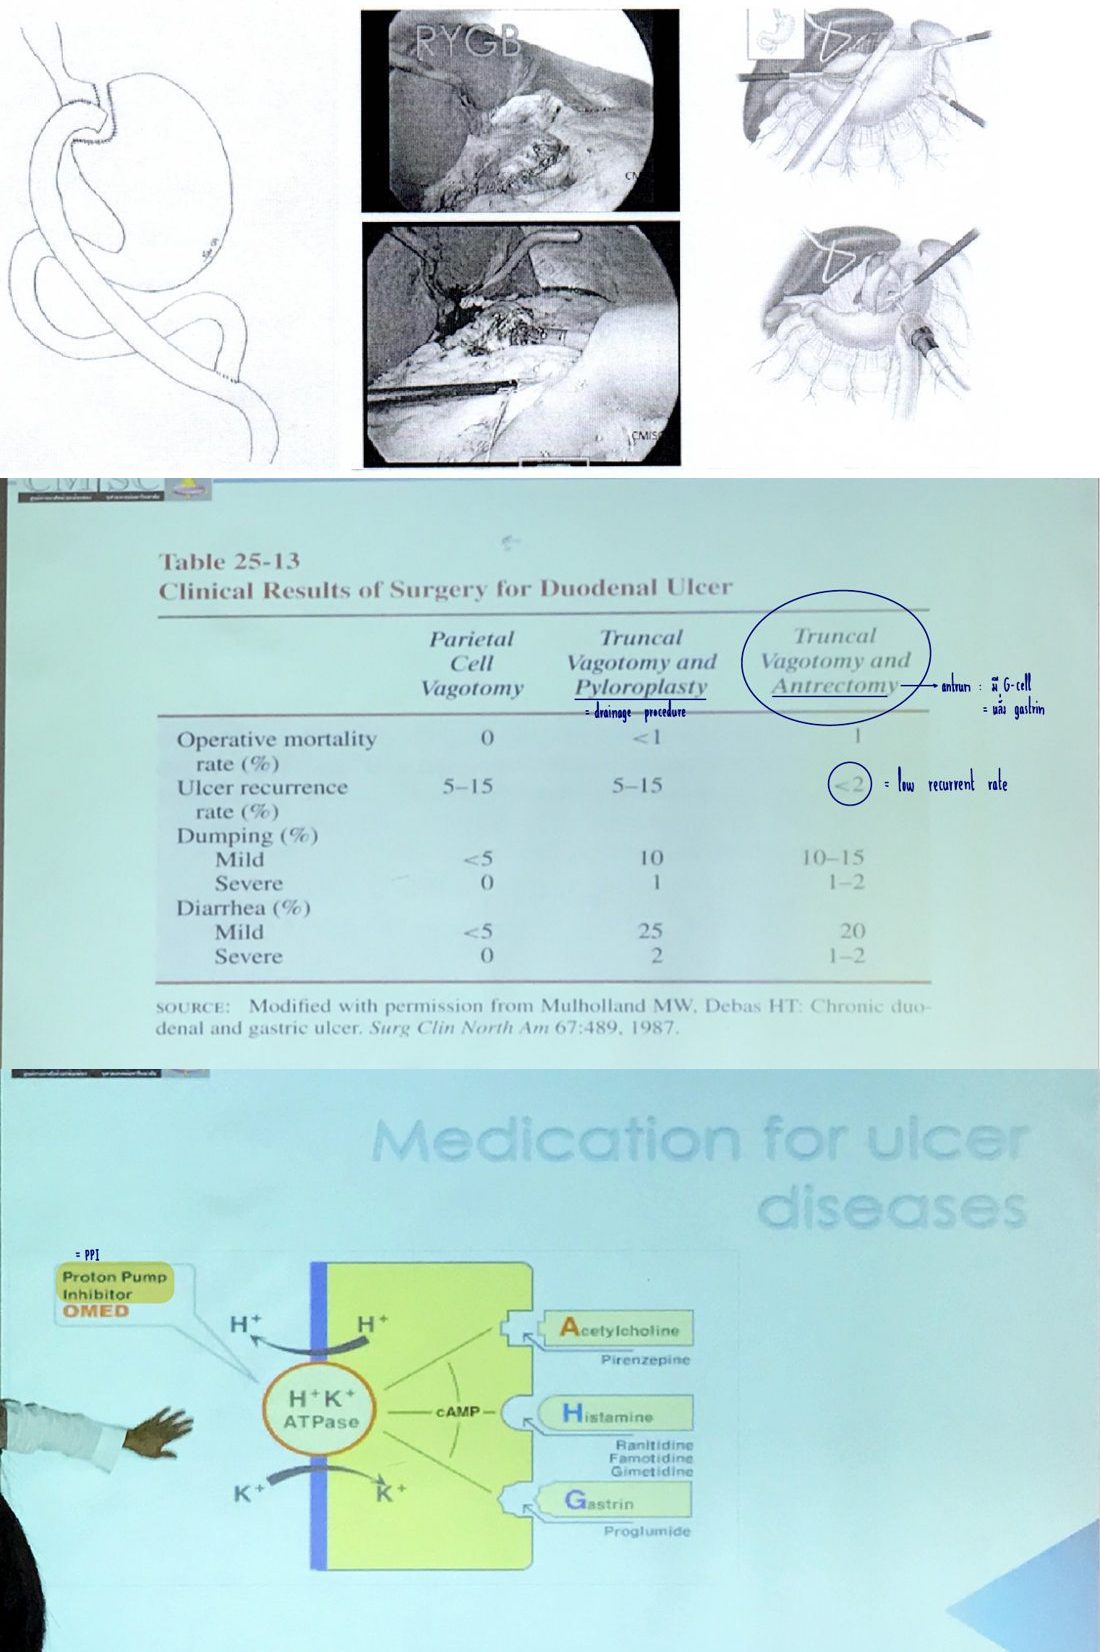 RYGB
CMISC
CMISC
Table 25-13
Clinical Results of Surgery for Duodenal Ulcer
Parietal Cell Vagotomy
Truncal Vagotomy and Pyloroplasty
Truncal Vagotomy and Antrectomy
antrum : มี G-cell
= หลั่ง gastrin
= drainage procedure
Operative mortality rate (%) 0 <1 1
Ulcer recurrence rate (%) 5–15 5–15 <2 = low recurrent rate
Dumping (%)
Mild <5 10 10–15
Severe 0 1 1–2
Diarrhea (%)
Mild <5 25 20
Severe 0 2 1–2
SOURCE: Modified with permission from Mulholland MW, Debas HT: Chronic duo-
denal and gastric ulcer. Surg Clin North Am 67:489, 1987.
Medication for ulcer
diseases
= PPI
Proton Pump
Inhibitor
OMED
H+ H+
H+K+
ATPase
K+ K+
cAMP
Acetylcholine
Pirenzepine
Histamine
Ranitidine
Famotidine
Gimetidine
Gastrin
Proglumide